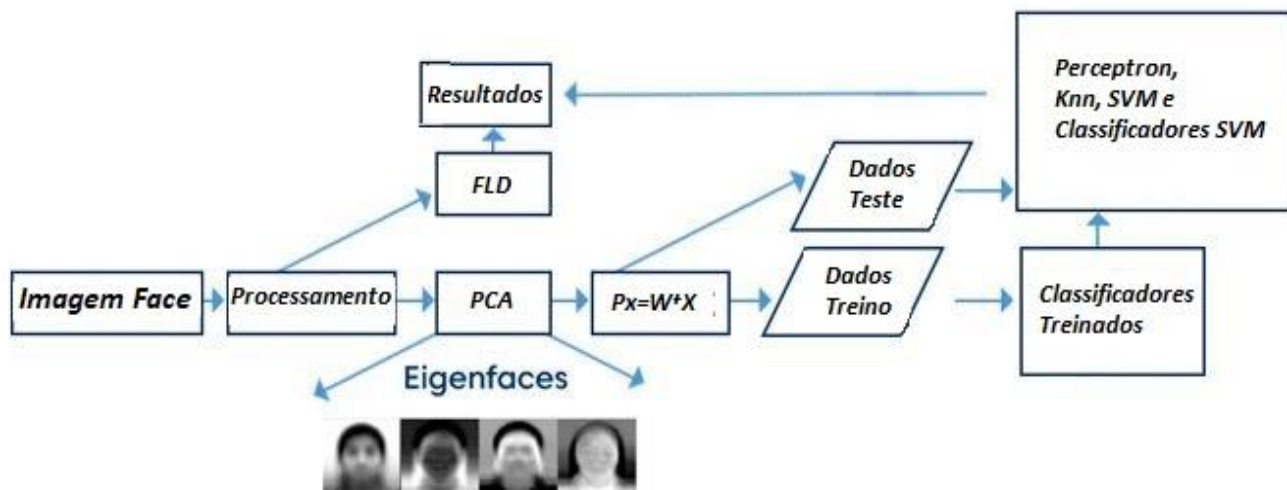 Resultados
Perceptron,
Knn, SVM e
Classificadores SVM
FLD
Dados
Teste
Imagem Face
Processamento
PCA
Px=W+X ;
Dados
Treino
Classificadores
Treinados
Eigenfaces